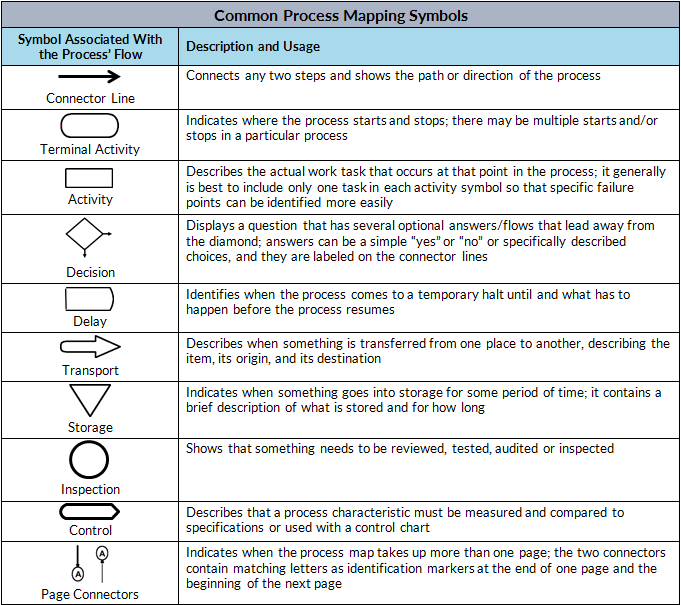 Common Process Mapping Symbols
Symbol Associated With
the Process' Flow
Description and Usage
Connector Line
Connects any two steps and shows the path or direction of the process
Terminal Activity
Indicates where the process starts and stops; there may be multiple starts and/or
stops in a particular process
Activity
Describes the actual work task that occurs at that point in the process; it generally
is best to include only one task in each activity symbol so that specific failure
points can be identified more easily
Decision
Displays a question that has several optional answers/flows that lead away from
the diamond; answers can be a simple “yes” or “no” or specifically described
choices, and they are labeled on the connector lines
Delay
Identifies when the process comes to a temporary halt until and what has to
happen before the process resumes
Transport
Describes when something is transferred from one place to another, describing the
item, its origin, and its destination
Storage
Indicates when something goes into storage for some period of time; it contains a
brief description of what is stored and for how long
Inspection
Shows that something needs to be reviewed, tested, audited or inspected
Control
Describes that a process characteristic must be measured and compared to
specifications or used with a control chart
A
A
Page Connectors
Indicates when the process map takes up more than one page; the two connectors
contain matching letters as identification markers at the end of one page and the
beginning of the next page